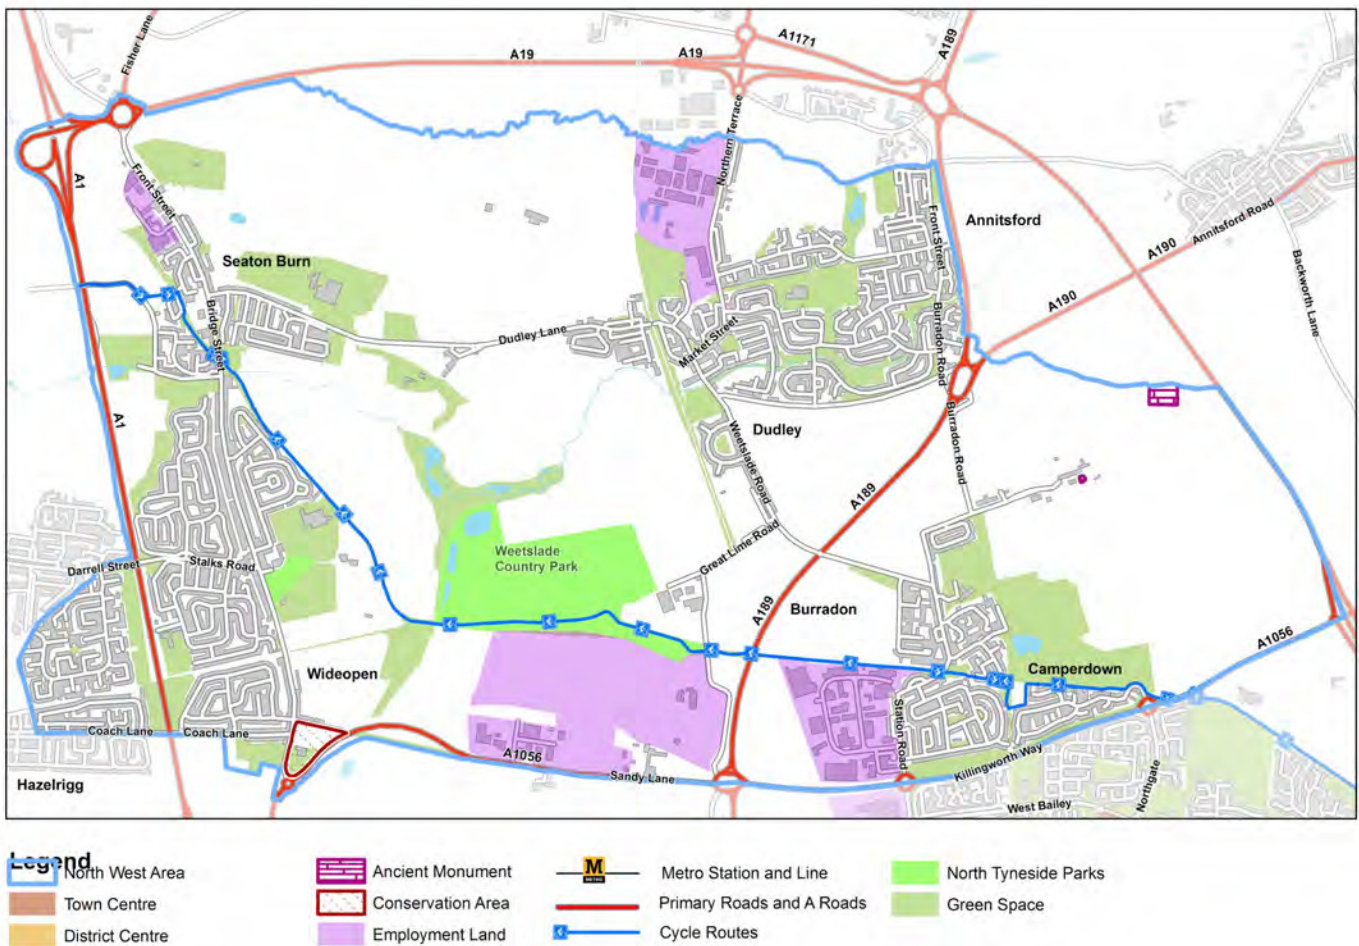 Fisher Lane
A19
A19
A1171
A189
Northern Terrace
A1
Front Street
Seaton Burn
Annitsford
Front Street
A190
Annitsford Road
Backworth Lane
A190
Bridge Street
Dudley Lane
Market Street
Burradon Road
A1
Dudley
Burradon Road
Weetslade Road
A189
Weetslade
Country Park
Great Lime Road
Darrell Street
Stalks Road
A189
Burradon
A1056
Wideopen
Camperdown
Coach Lane
Coach Lane
Station Road
A1056
Sandy Lane
Killingworth Way
Northgate
Hazelrigg
West Bailey
Legend
North West Area
Town Centre
District Centre
Ancient Monument
Conservation Area
Employment Land
M
METRO
Metro Station and Line
Primary Roads and A Roads
Cycle Routes
North Tyneside Parks
Green Space